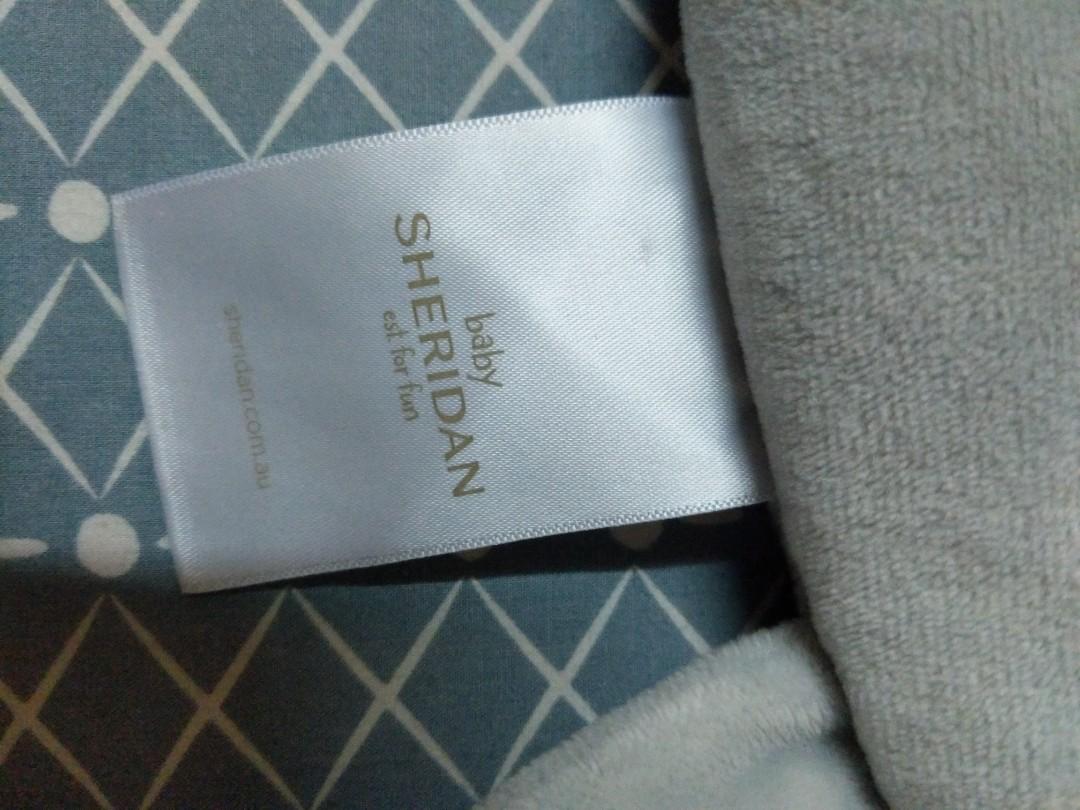 baby
SHERIDAN
est for fun
sheridan.com.au